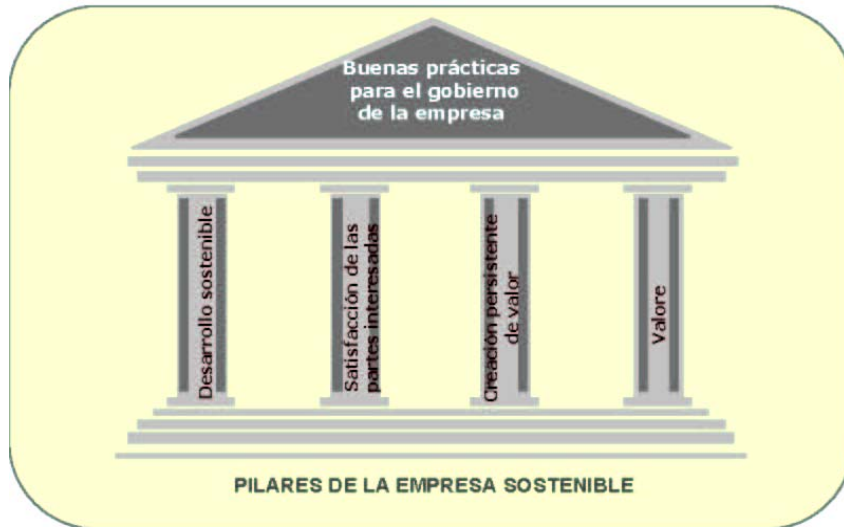 Buenas prácticas
para el gobierno
de la empresa
Desarrollo sostenible
Satisfacción de las
partes interesadas
Creación persistente
de valor
Valore
PILARES DE LA EMPRESA SOSTENIBLE